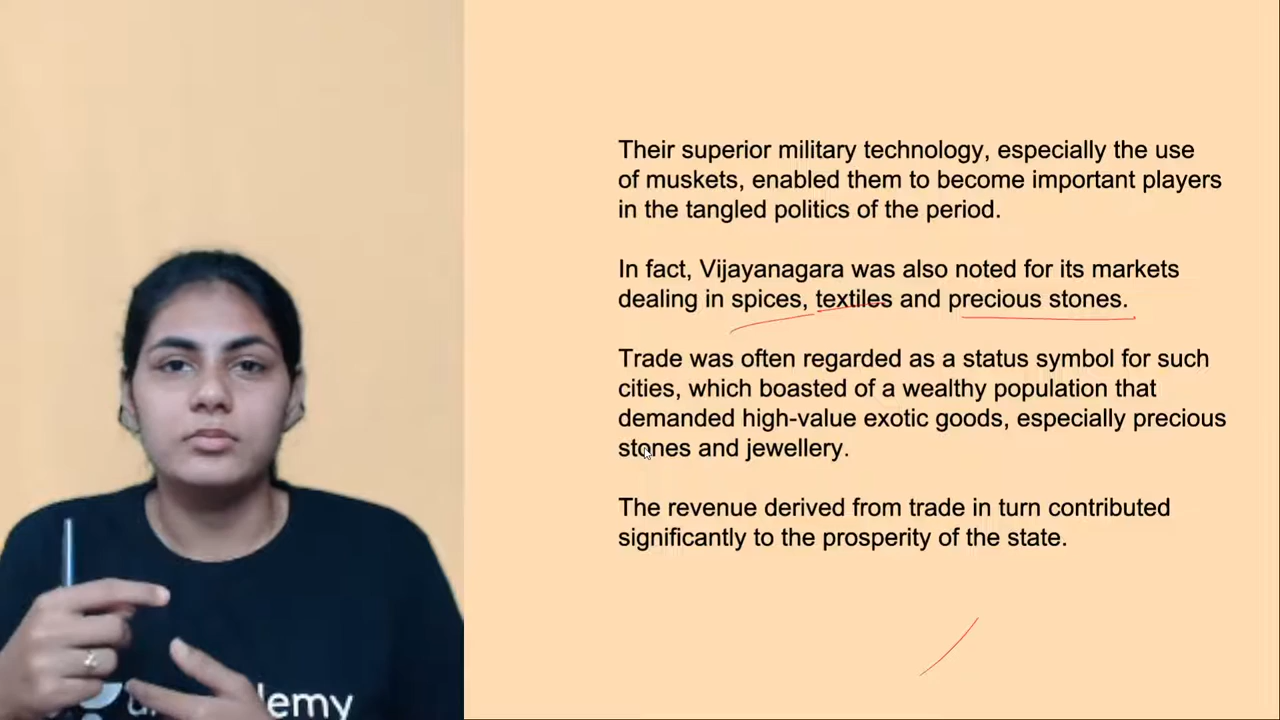 Their superior military technology, especially the use
of muskets, enabled them to become important players
in the tangled politics of the period.
In fact, Vijayanagara was also noted for its markets
dealing in spices, textiles and precious stones.
Trade was often regarded as a status symbol for such
cities, which boasted of a wealthy population that
demanded high-value exotic goods, especially precious
stones and jewellery.
The revenue derived from trade in turn contributed
significantly to the prosperity of the state.